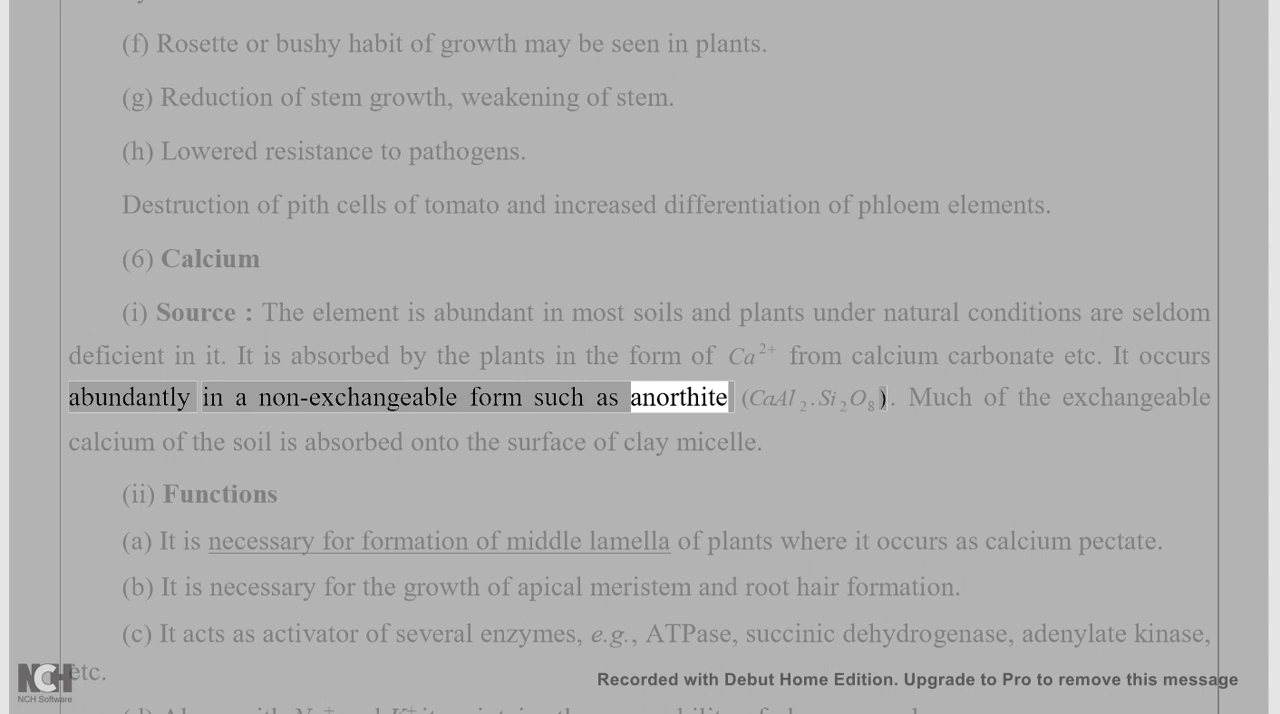 (f) Rosette or bushy habit of growth may be seen in plants.
(g) Reduction of stem growth, weakening of stem.
(h) Lowered resistance to pathogens.
Destruction of pith cells of tomato and increased differentiation of phloem elements.
(6) Calcium
(i) Source : The element is abundant in most soils and plants under natural conditions are seldom
deficient in it. It is absorbed by the plants in the form of Ca²⁺ from calcium carbonate etc. It occurs
abundantly in a non-exchangeable form such as anorthite (CaAl₂.Si₂O₈). Much of the exchangeable
calcium of the soil is absorbed onto the surface of clay micelle.
(ii) Functions
(a) It is necessary for formation of middle lamella of plants where it occurs as calcium pectate.
(b) It is necessary for the growth of apical meristem and root hair formation.
(c) It acts as activator of several enzymes, e.g., ATPase, succinic dehydrogenase, adenylate kinase,
etc.
NCH
NCH Software
Recorded with Debut Home Edition. Upgrade to Pro to remove this message